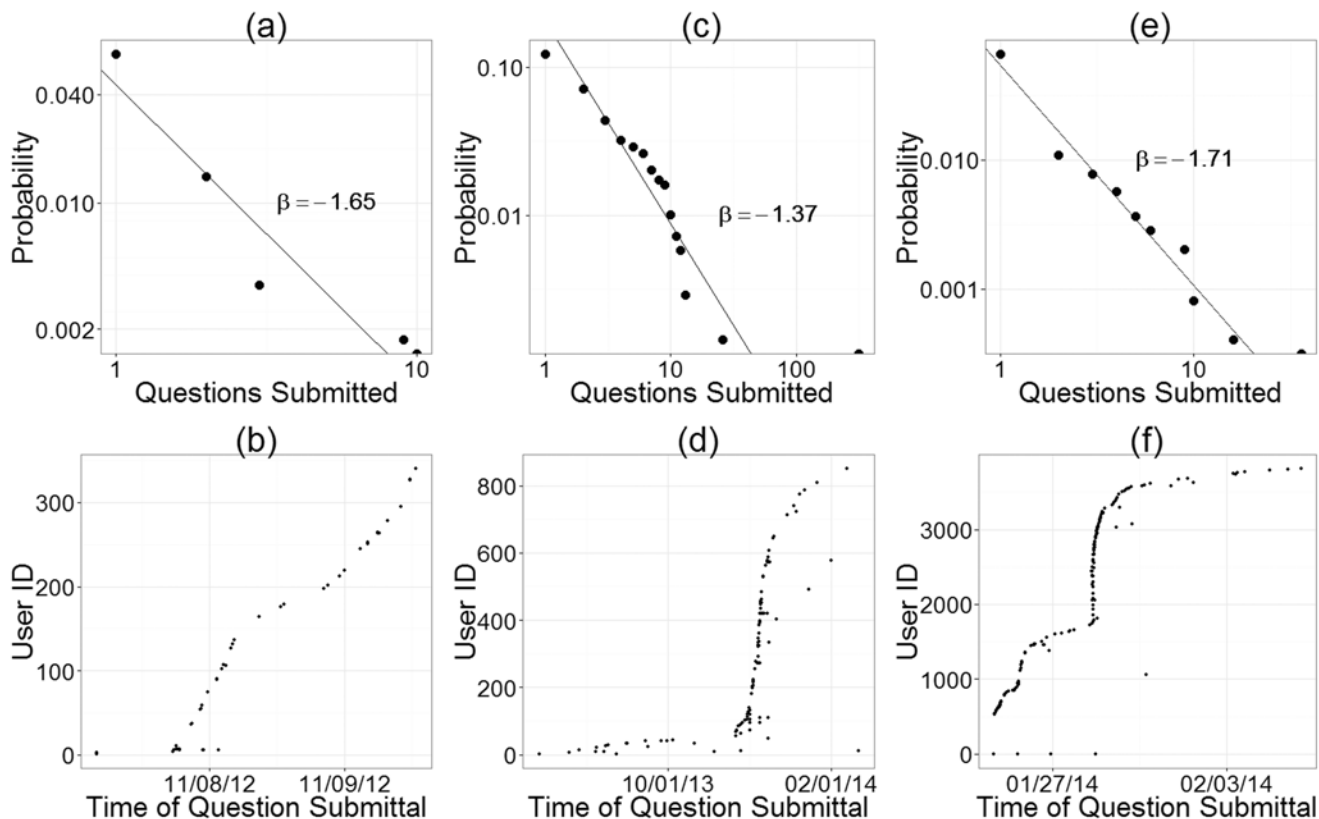 (a)
Probability
0.040
0.010
0.002
β = −1.65
1
10
Questions Submitted
(c)
Probability
0.10
0.01
β = −1.37
1
10
100
Questions Submitted
(e)
Probability
0.010
0.001
β = −1.71
1
10
Questions Submitted
(b)
User ID
300
200
100
0
11/08/12
11/09/12
Time of Question Submittal
(d)
User ID
800
600
400
200
0
10/01/13
02/01/14
Time of Question Submittal
(f)
User ID
3000
2000
1000
0
01/27/14
02/03/14
Time of Question Submittal